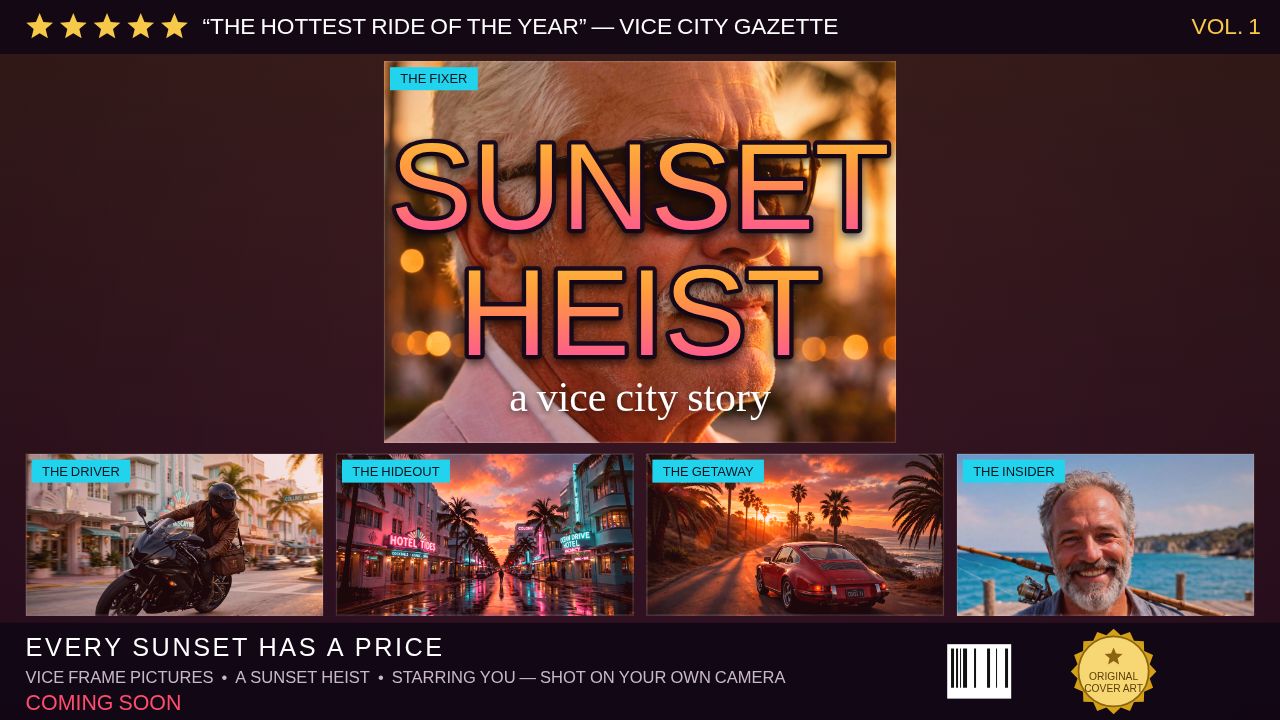 “THE HOTTEST RIDE OF THE YEAR” — VICE CITY GAZETTE
VOL. 1
THE FIXER
SUNSET
HEIST
a vice city story
THE DRIVER
THE HIDEOUT
HOTEL TIDES
COLONY
THE GETAWAY
THE INSIDER
EVERY SUNSET HAS A PRICE
VICE FRAME PICTURES • A SUNSET HEIST • STARRING YOU — SHOT ON YOUR OWN CAMERA
COMING SOON
ORIGINAL
COVER ART